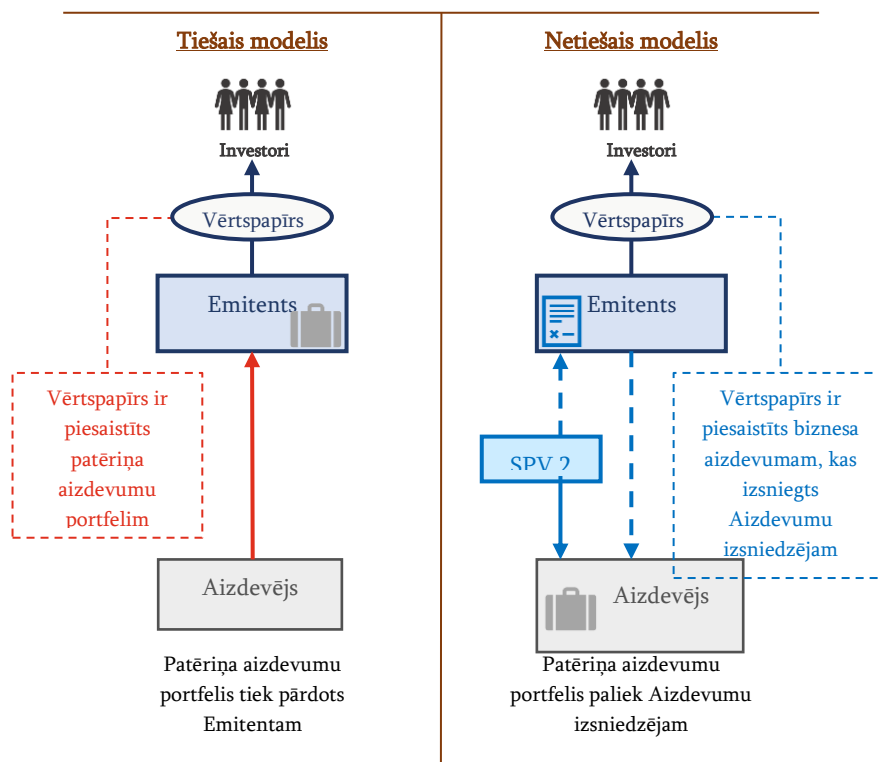 Tiešais modelis
Investori
Vērtspapīrs
Emitents
Vērtspapīrs ir
piesaistīts
patēriņa
aizdevumu
portfelim
Aizdevējs
Patēriņa aizdevumu
portfelis tiek pārdots
Emitentam
Netiešais modelis
Investori
Vērtspapīrs
Emitents
SPV 2
Vērtspapīrs ir
piesaistīts biznesa
aizdevumam, kas
izsniegts
Aizdevumu
izsniedzējam
Aizdevējs
Patēriņa aizdevumu
portfelis paliek Aizdevumu
izsniedzējam